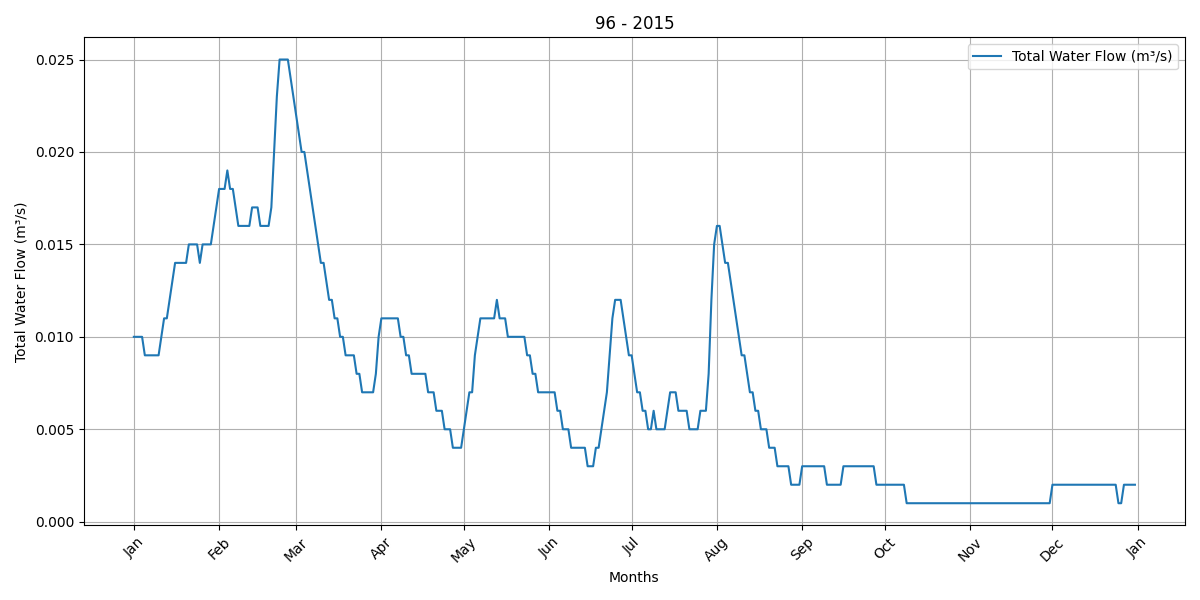 96 - 2015
Total Water Flow (m³/s)
Total Water Flow (m³/s)
0.025
0.020
0.015
0.010
0.005
0.000
Jan
Feb
Mar
Apr
May
Jun
Jul
Aug
Sep
Oct
Nov
Dec
Jan
Months